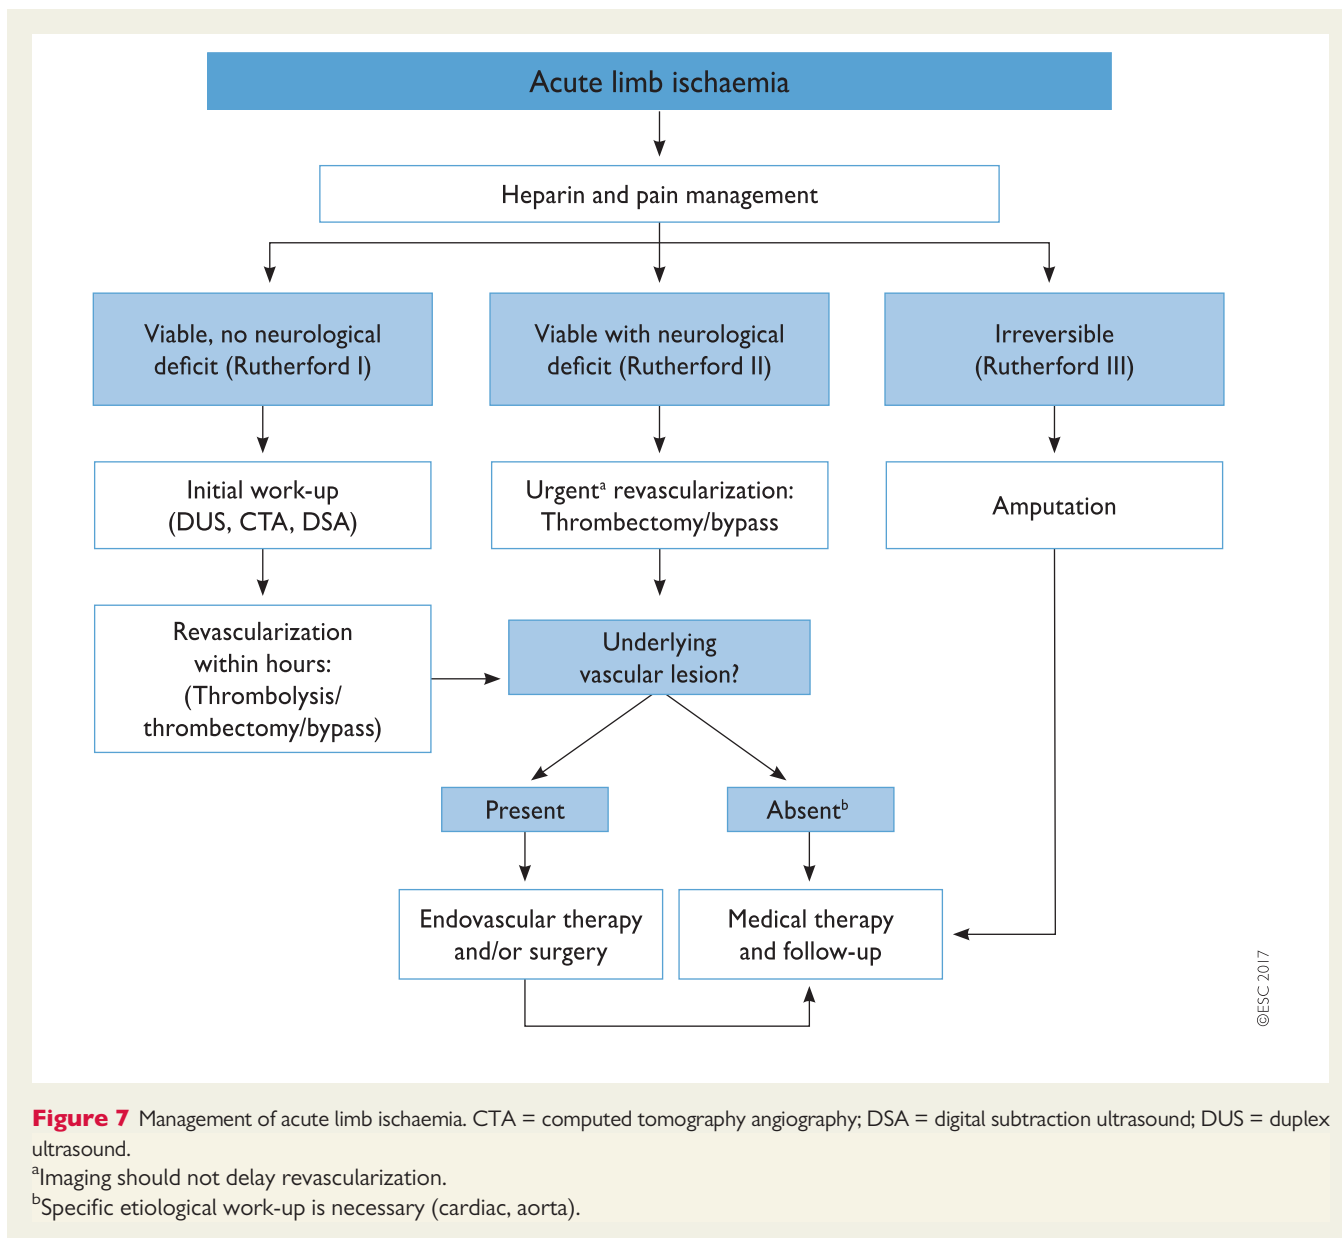 Acute limb ischaemia
Heparin and pain management
Viable, no neurological
deficit (Rutherford I)
Viable with neurological
deficit (Rutherford II)
Irreversible
(Rutherford III)
Initial work-up
(DUS, CTA, DSA)
Urgentᵃ revascularization:
Thrombectomy/bypass
Amputation
Revascularization
within hours:
(Thrombolysis/
thrombectomy/bypass)
Underlying
vascular lesion?
Present
Absentᵇ
Endovascular therapy
and/or surgery
Medical therapy
and follow-up
©ESC 2017
Figure 7 Management of acute limb ischaemia. CTA = computed tomography angiography; DSA = digital subtraction ultrasound; DUS = duplex
ultrasound.
ᵃImaging should not delay revascularization.
ᵇSpecific etiological work-up is necessary (cardiac, aorta).